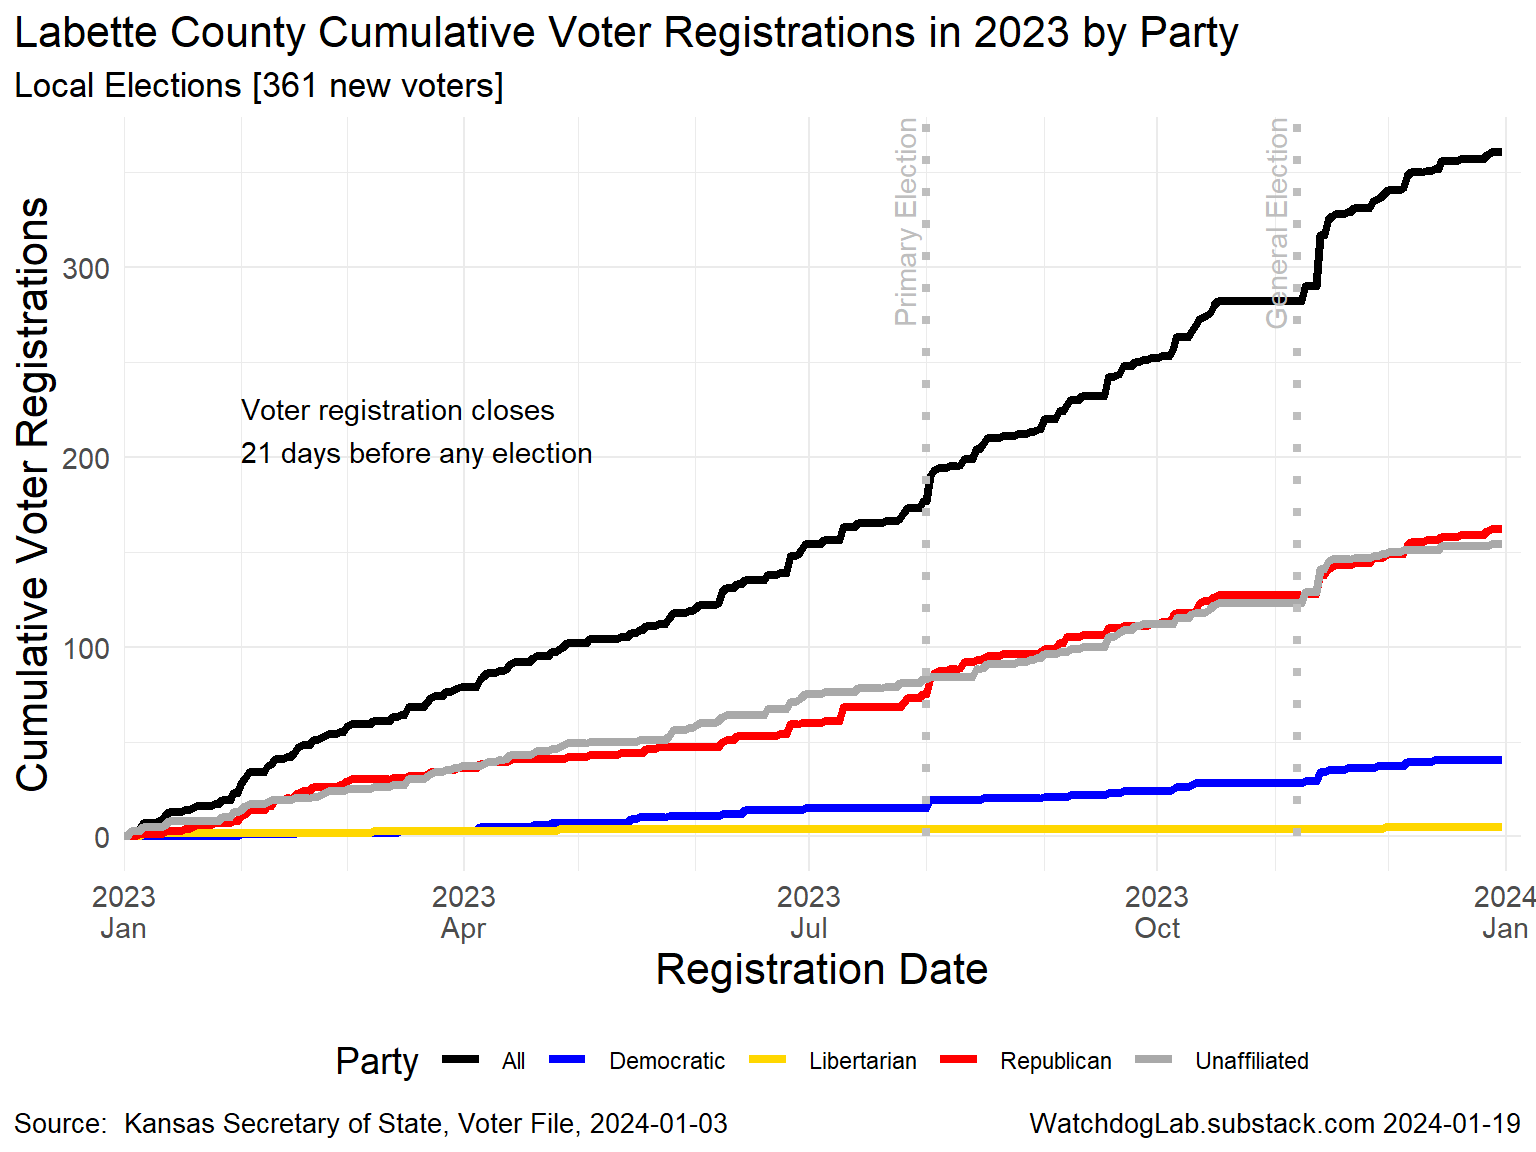 Labette County Cumulative Voter Registrations in 2023 by Party
Local Elections [361 new voters]
Cumulative Voter Registrations
300
200
100
0
Primary Election
General Election
Voter registration closes
21 days before any election
2023
Jan
2023
Apr
2023
Jul
2023
Oct
2024
Jan
Registration Date
Party All Democratic Libertarian Republican Unaffiliated
Source:  Kansas Secretary of State, Voter File, 2024-01-03
WatchdogLab.substack.com 2024-01-19